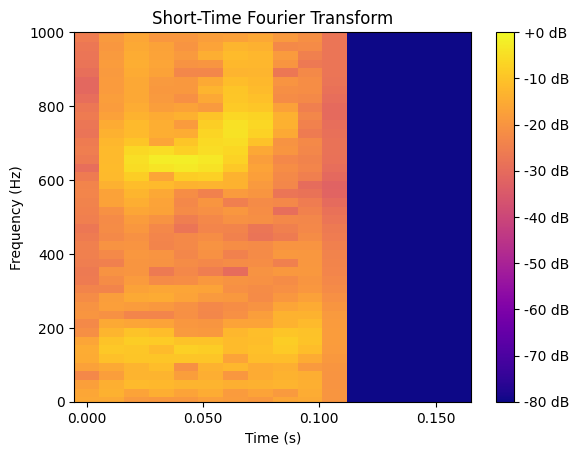 Short-Time Fourier Transform
1000
800
600
400
200
0
Frequency (Hz)
0.000
0.050
0.100
0.150
Time (s)
+0 dB
-10 dB
-20 dB
-30 dB
-40 dB
-50 dB
-60 dB
-70 dB
-80 dB